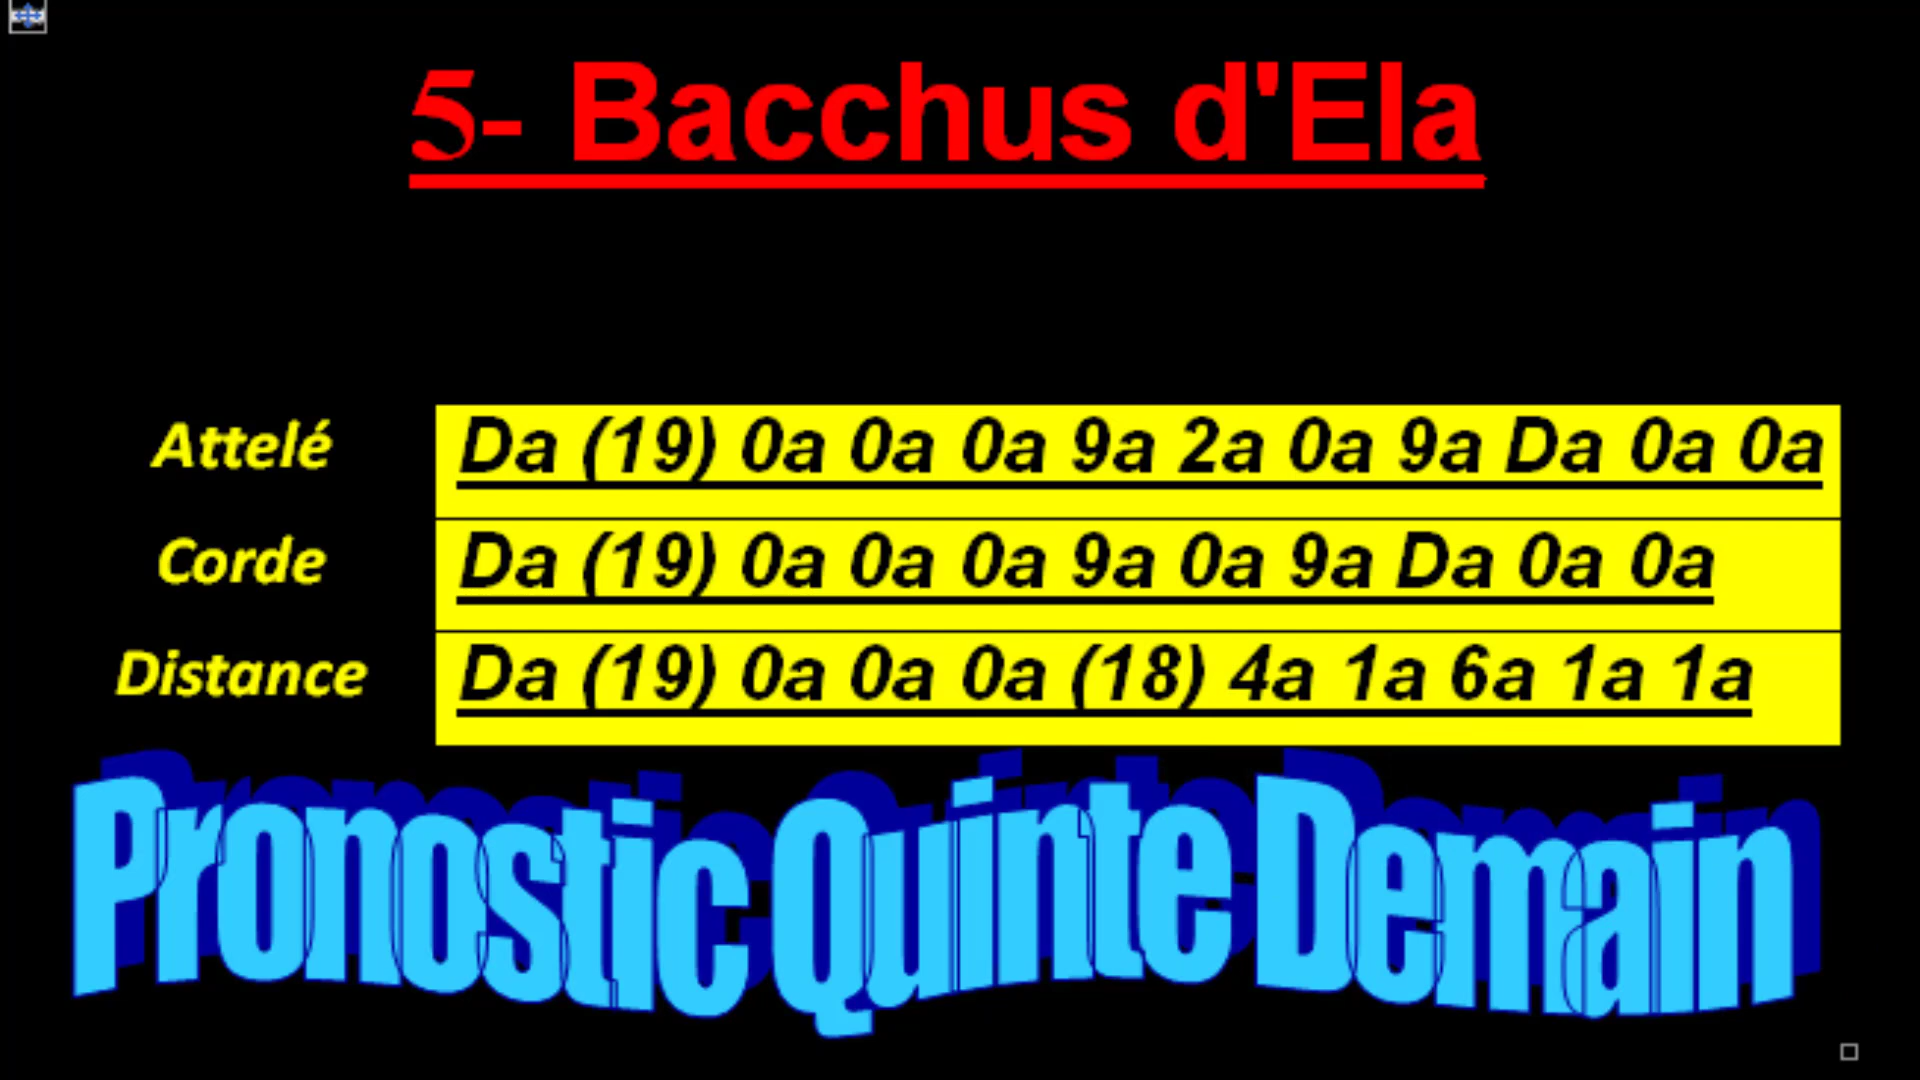 5- Bacchus d'Ela
Attelé Da (19) 0a 0a 0a 9a 2a 0a 9a Da 0a 0a
Corde Da (19) 0a 0a 0a 9a 0a 9a Da 0a 0a
Distance Da (19) 0a 0a 0a (18) 4a 1a 6a 1a 1a
Pronostic Quinte Demain